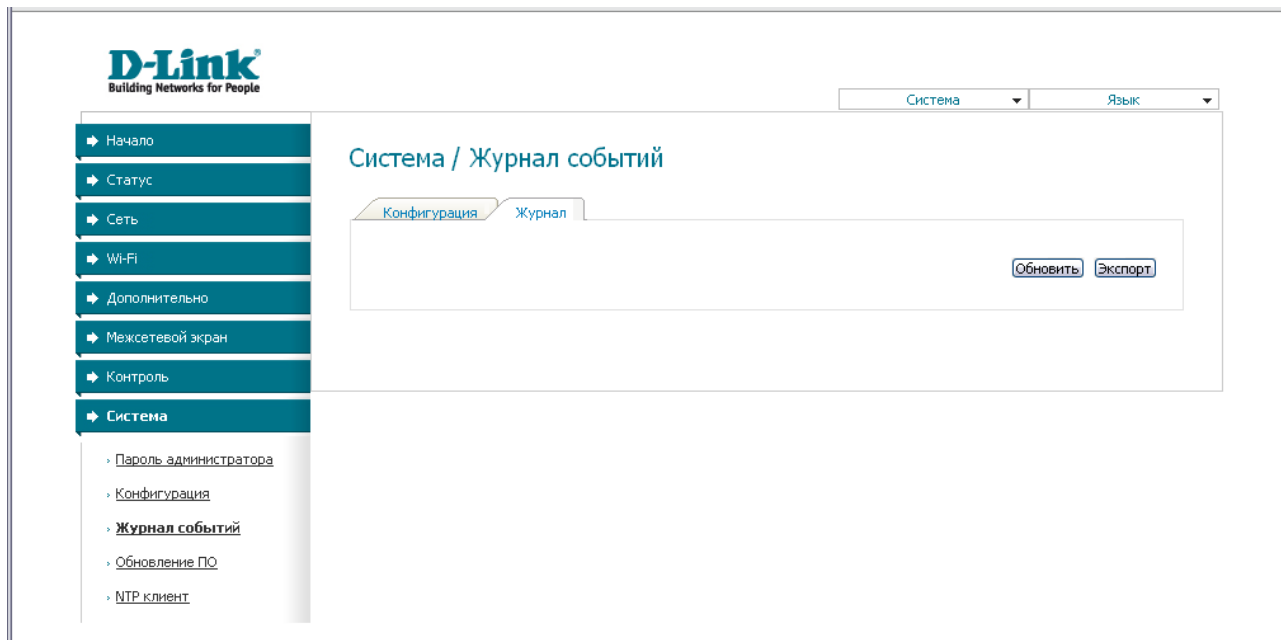 D-Link
Building Networks for People
Система Язык
Начало
Статус
Сеть
Wi-Fi
Дополнительно
Межсетевой экран
Контроль
Система
Пароль администратора
Конфигурация
Журнал событий
Обновление ПО
NTP клиент
Система / Журнал событий
Конфигурация Журнал
Обновить Экспорт